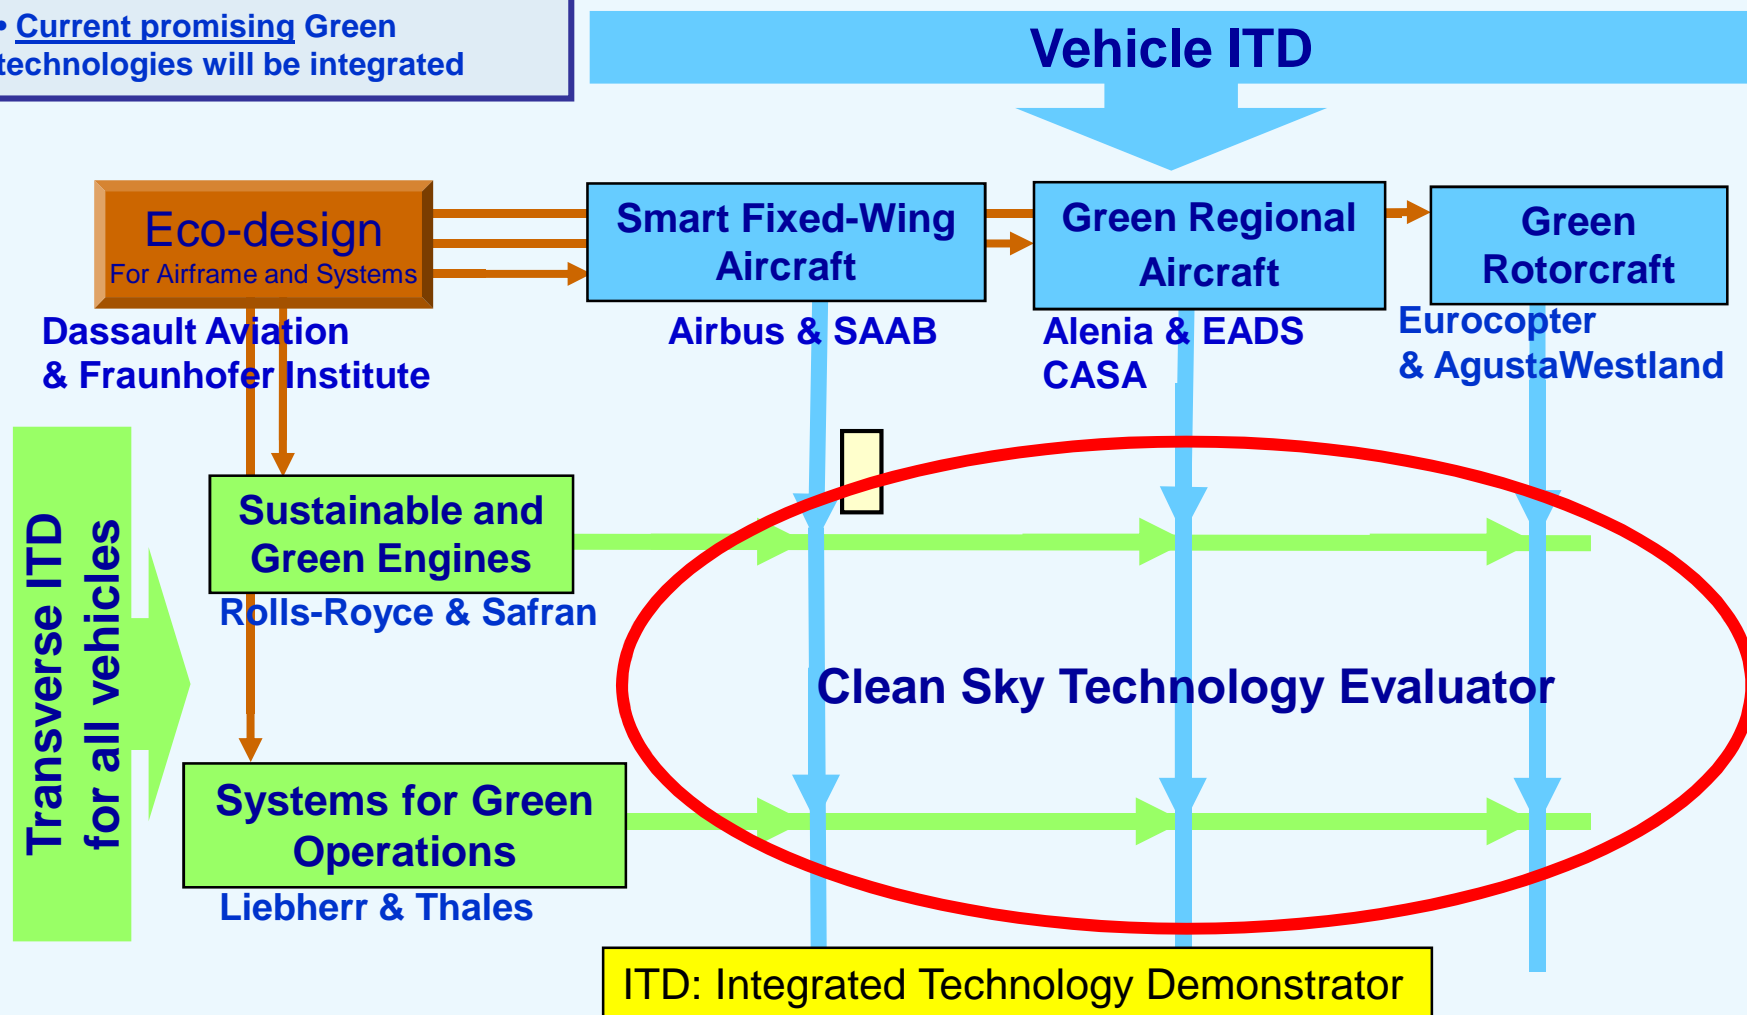 • Current promising Green
technologies will be integrated
Vehicle ITD
Eco-design
For Airframe and Systems
Smart Fixed-Wing
Aircraft
Green Regional
Aircraft
Green
Rotorcraft
Dassault Aviation
& Fraunhofer Institute
Airbus & SAAB
Alenia & EADS
CASA
Eurocopter
& AgustaWestland
Transverse ITD
for all vehicles
Sustainable and
Green Engines
Rolls-Royce & Safran
Clean Sky Technology Evaluator
Systems for Green
Operations
Liebherr & Thales
ITD: Integrated Technology Demonstrator